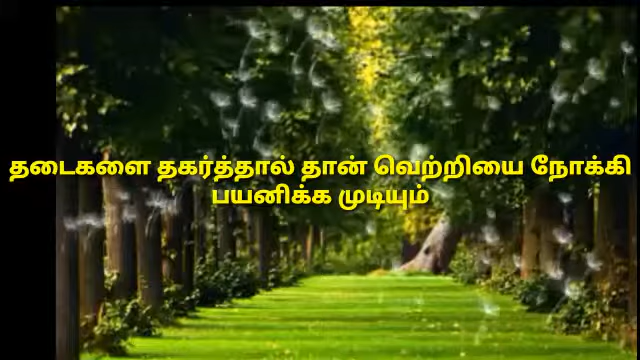 தடைகளை தகர்த்தால் தான் வெற்றியை நோக்கி
பயனிக்க முடியும்